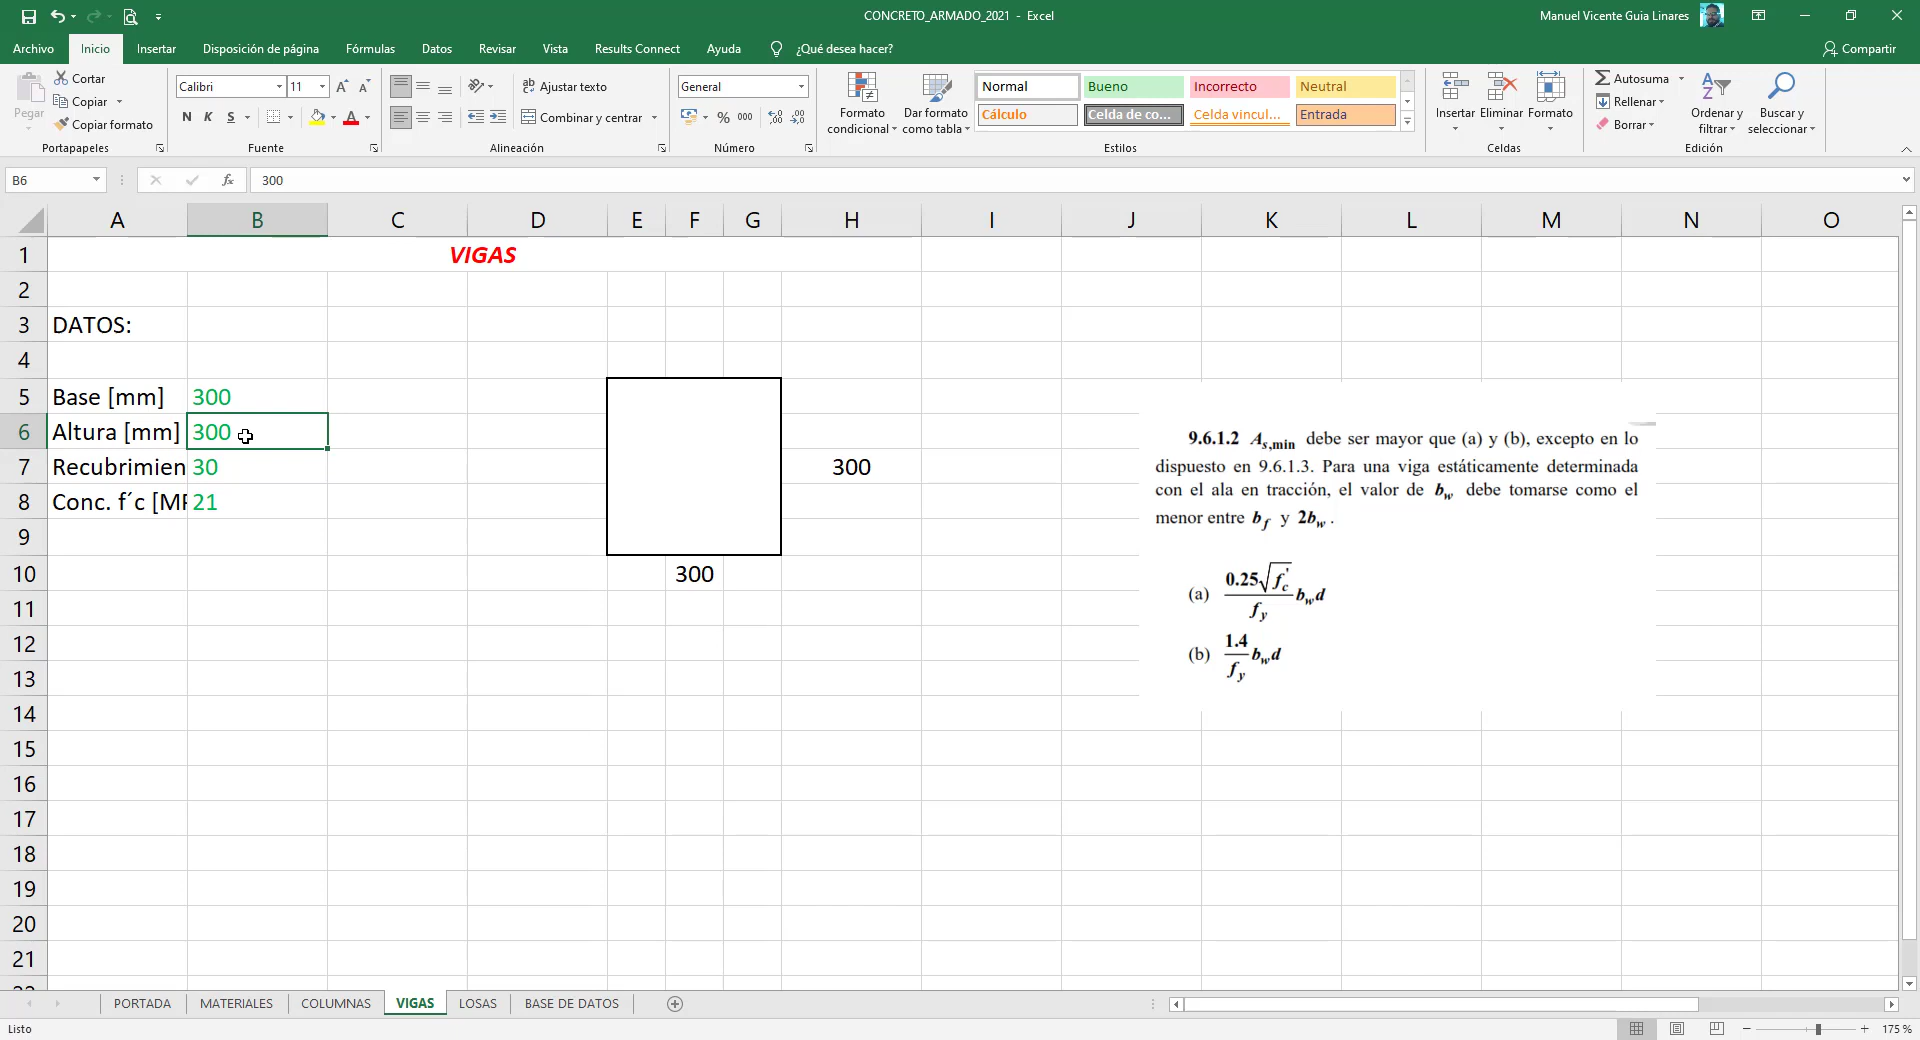 CONCRETO_ARMADO_2021 - Excel
Manuel Vicente Guia Linares
Archivo Inicio Insertar Disposición de página Fórmulas Datos Revisar Vista Results Connect Ayuda ¿Qué desea hacer? Compartir
Pegar
Cortar
Copiar
Copiar formato
Portapapeles
Calibri 11
N K S
Fuente
Ajustar texto
Combinar y centrar
Alineación
General
% 000
Número
Formato condicional
Dar formato como tabla
Normal Bueno Incorrecto Neutral
Cálculo Celda de co... Celda vincul... Entrada
Estilos
Insertar Eliminar Formato
Celdas
Autosuma
Rellenar
Borrar
Ordenar y filtrar
Buscar y seleccionar
Edición
B6 fx 300
A B C D E F G H I J K L M N O
1 VIGAS
2
3 DATOS:
4
5 Base [mm] 300
6 Altura [mm] 300
7 Recubrimien 30 300
8 Conc. f´c [MP 21
9
10 300
11
12
13
14
15
16
17
18
19
20
21
22
9.6.1.2 As,min debe ser mayor que (a) y (b), excepto en lo
dispuesto en 9.6.1.3. Para una viga estáticamente determinada
con el ala en tracción, el valor de bw debe tomarse como el
menor entre bf y 2bw .
(a) 0.25√f'c / fy bwd
(b) 1.4 / fy bwd
PORTADA MATERIALES COLUMNAS VIGAS LOSAS BASE DE DATOS
Listo
175 %